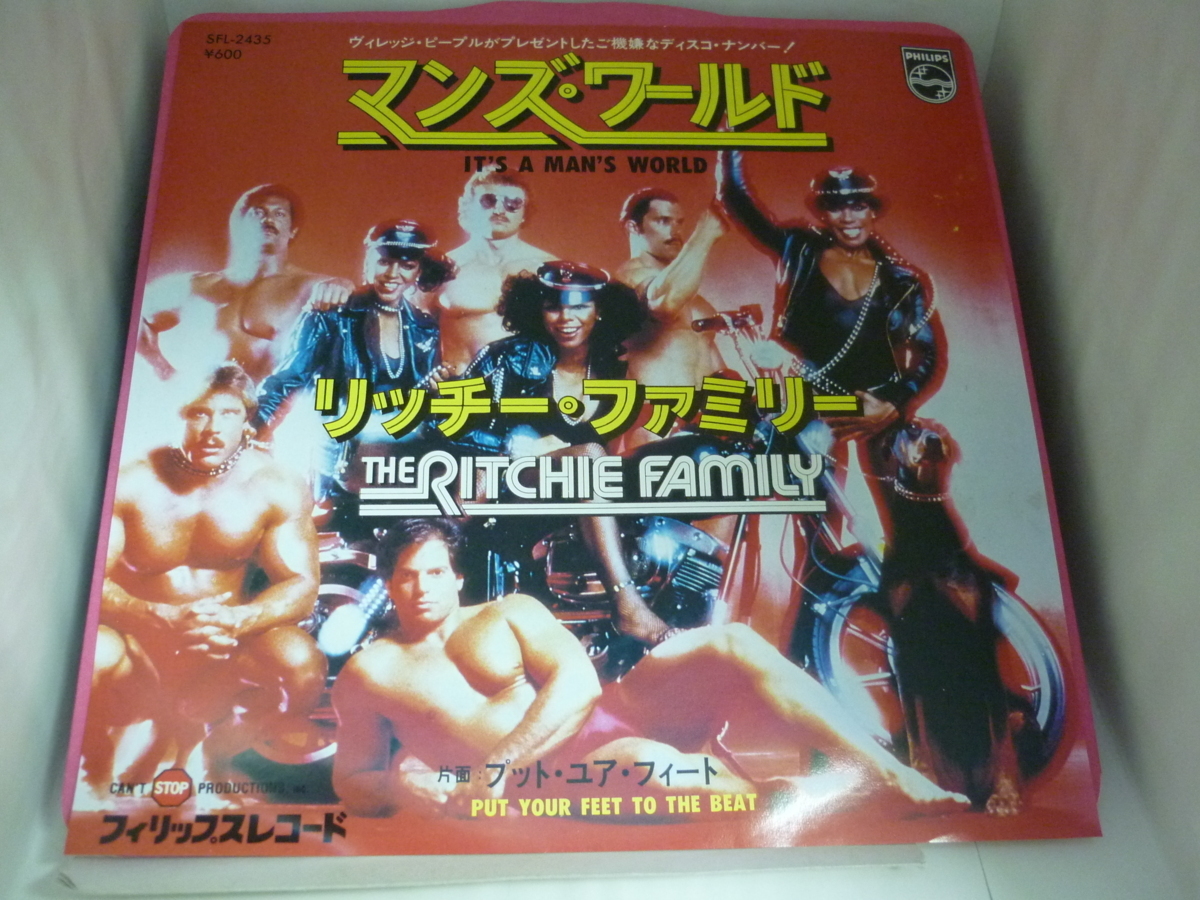 SFL-2435
¥600
ヴィレッジ・ピープルがプレゼントしたご機嫌なディスコ・ナンバー!
PHILIPS
マンズ・ワールド
IT'S A MAN'S WORLD
リッチー・ファミリー
THE RITCHIE FAMILY
片面:プット・ユア・フィート
PUT YOUR FEET TO THE BEAT
CAN'T STOP PRODUCTIONS, INC.
フィリップスレコード